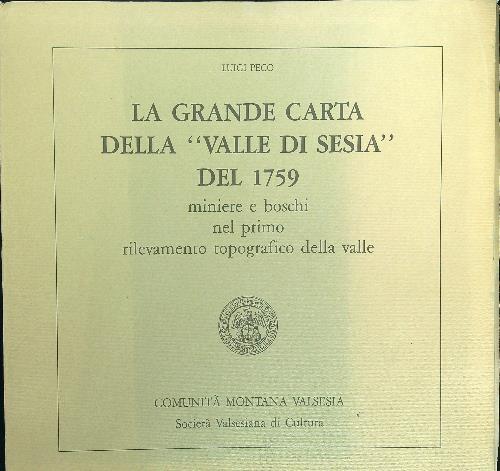 LUIGI PECO
LA GRANDE CARTA
DELLA "VALLE DI SESIA"
DEL 1759
miniere e boschi
nel primo
rilevamento topografico della valle
COMUNITÀ MONTANA VALSESIA
Società Valsesiana di Cultura